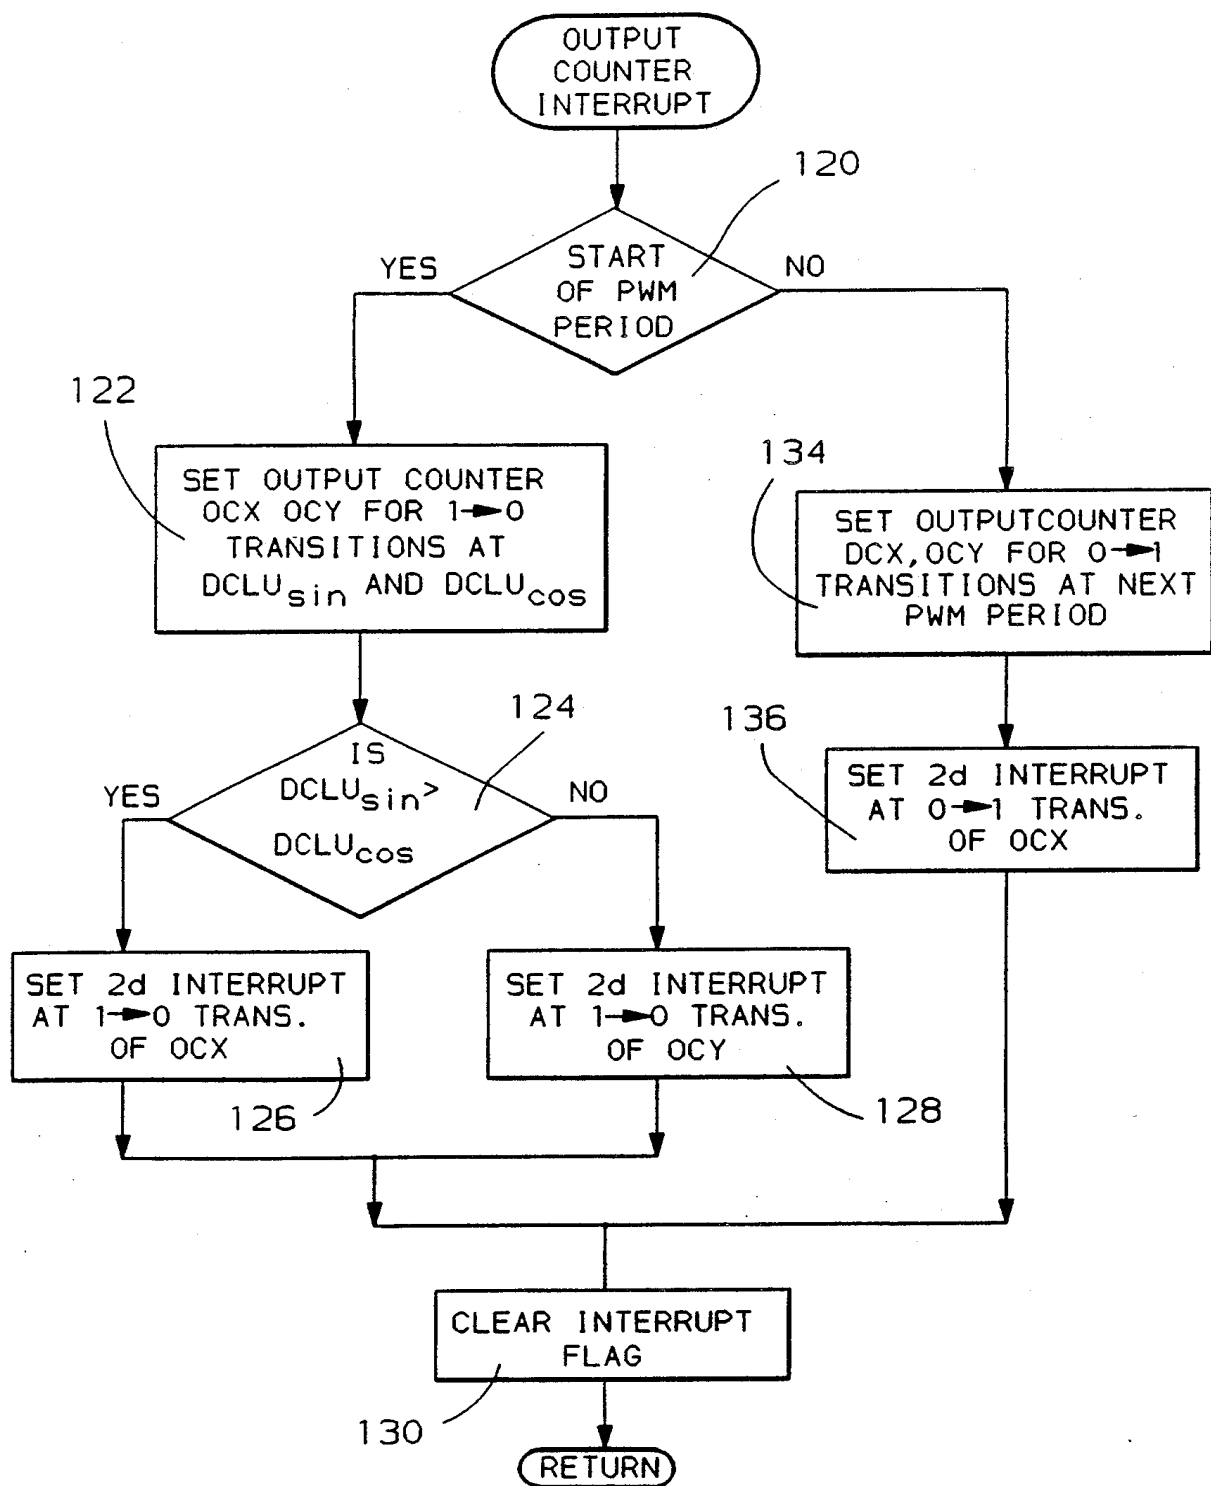 OUTPUT
COUNTER
INTERRUPT
120
START
OF PWM
PERIOD
YES
NO
122
SET OUTPUT COUNTER
OCX OCY FOR 1→0
TRANSITIONS AT
DCLUsin AND DCLUcos
134
SET OUTPUTCOUNTER
DCX,OCY FOR 0→1
TRANSITIONS AT NEXT
PWM PERIOD
124
IS
DCLUsin>
DCLUcos
YES
NO
136
SET 2d INTERRUPT
AT 0→1 TRANS.
OF OCX
SET 2d INTERRUPT
AT 1→0 TRANS.
OF OCX
126
SET 2d INTERRUPT
AT 1→0 TRANS.
OF OCY
128
CLEAR INTERRUPT
FLAG
130
RETURN